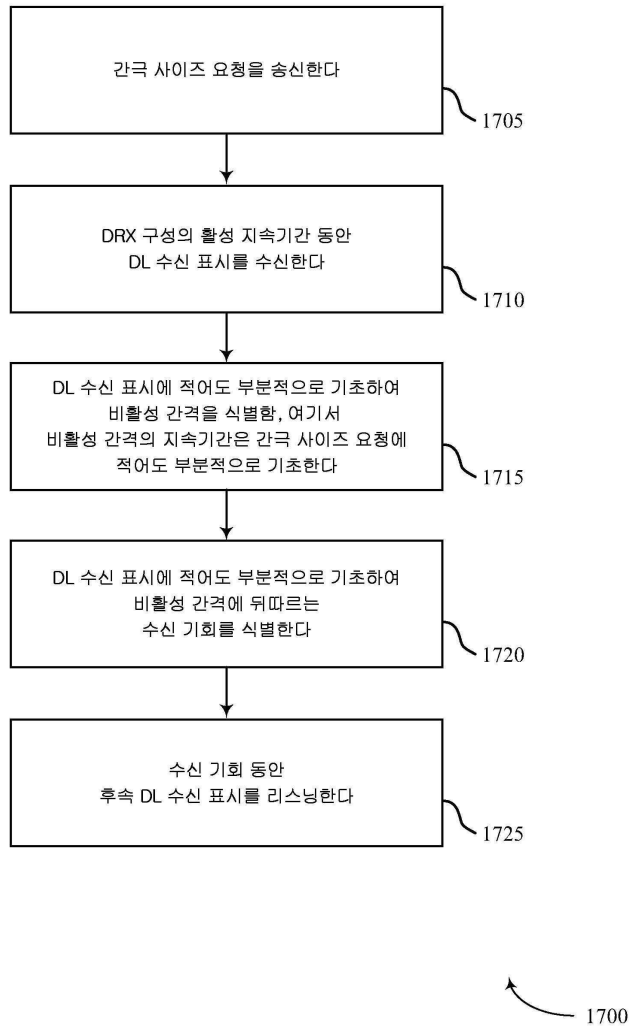 간극 사이즈 요청을 송신한다
1705
DRX 구성의 활성 지속기간 동안
DL 수신 표시를 수신한다
1710
DL 수신 표시에 적어도 부분적으로 기초하여
비활성 간격을 식별함, 여기서
비활성 간격의 지속기간은 간극 사이즈 요청에
적어도 부분적으로 기초한다
1715
DL 수신 표시에 적어도 부분적으로 기초하여
비활성 간격에 뒤따르는
수신 기회를 식별한다
1720
수신 기회 동안
후속 DL 수신 표시를 리스닝한다
1725
1700